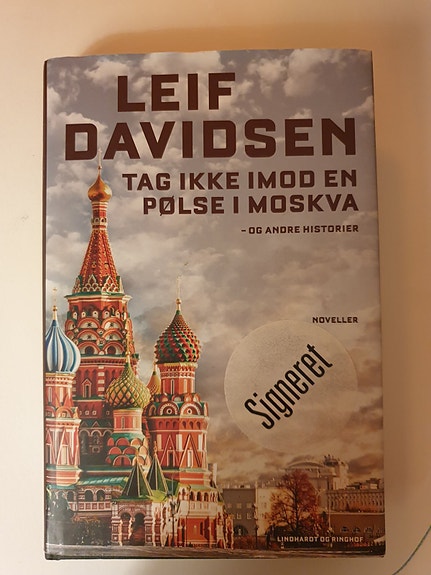 LEIF
DAVIDSEN
TAG IKKE IMOD EN
PØLSE I MOSKVA
– OG ANDRE HISTORIER
NOVELLER
Signeret
LINDHARDT OG RINGHOF